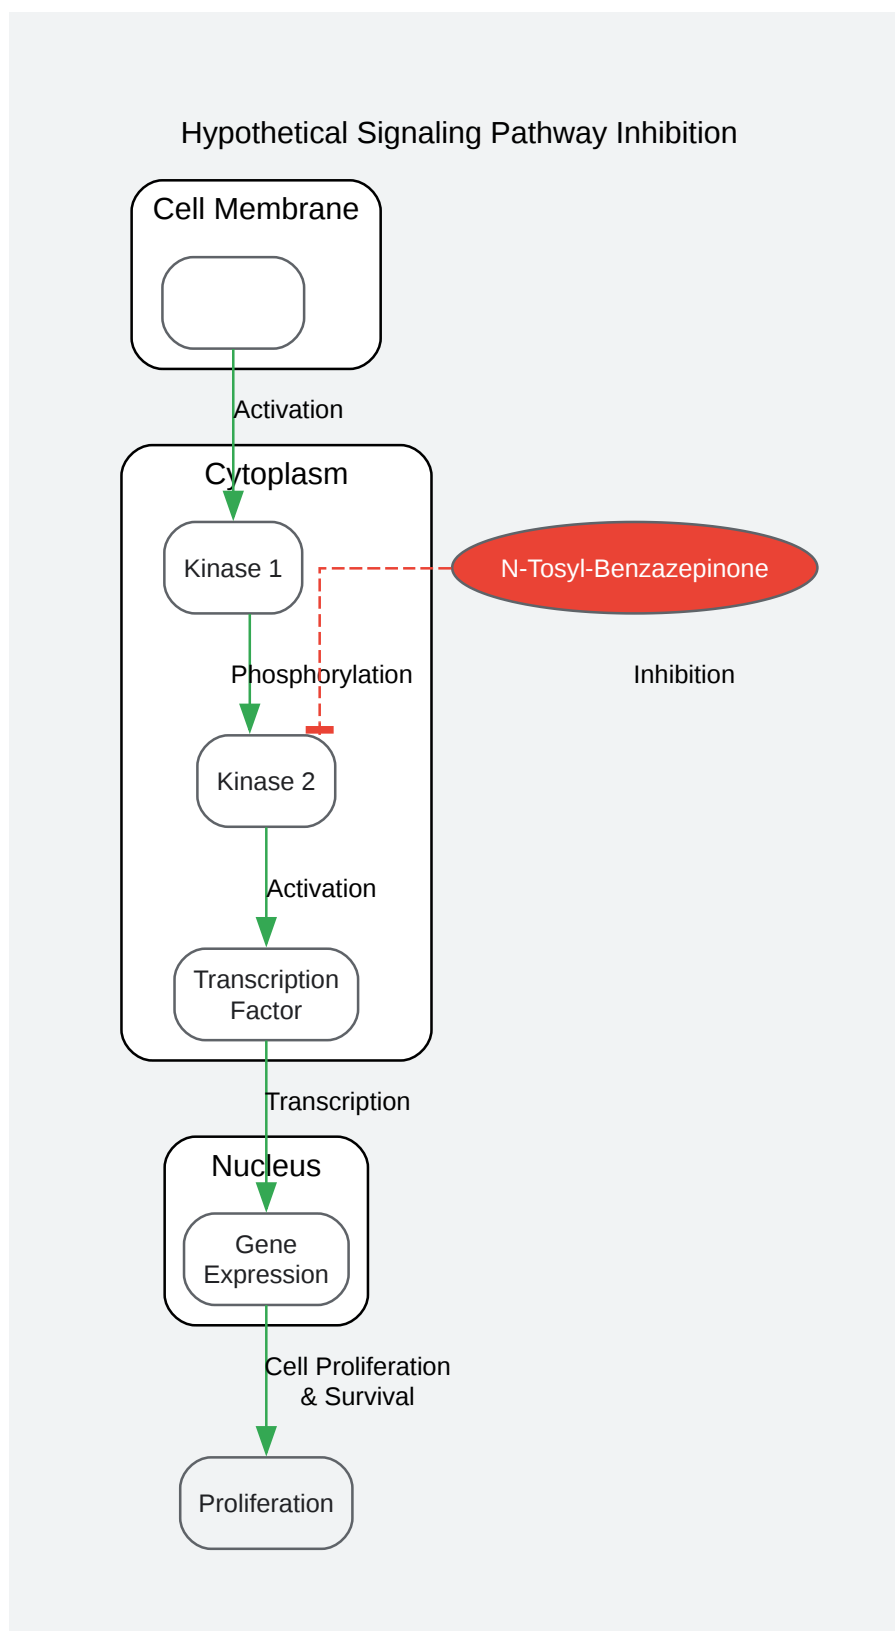 Hypothetical Signaling Pathway Inhibition
Cell Membrane
Activation
Cytoplasm
Kinase 1
N-Tosyl-Benzazepinone
Phosphorylation
Inhibition
Kinase 2
Activation
Transcription
Factor
Transcription
Nucleus
Gene
Expression
Cell Proliferation
& Survival
Proliferation